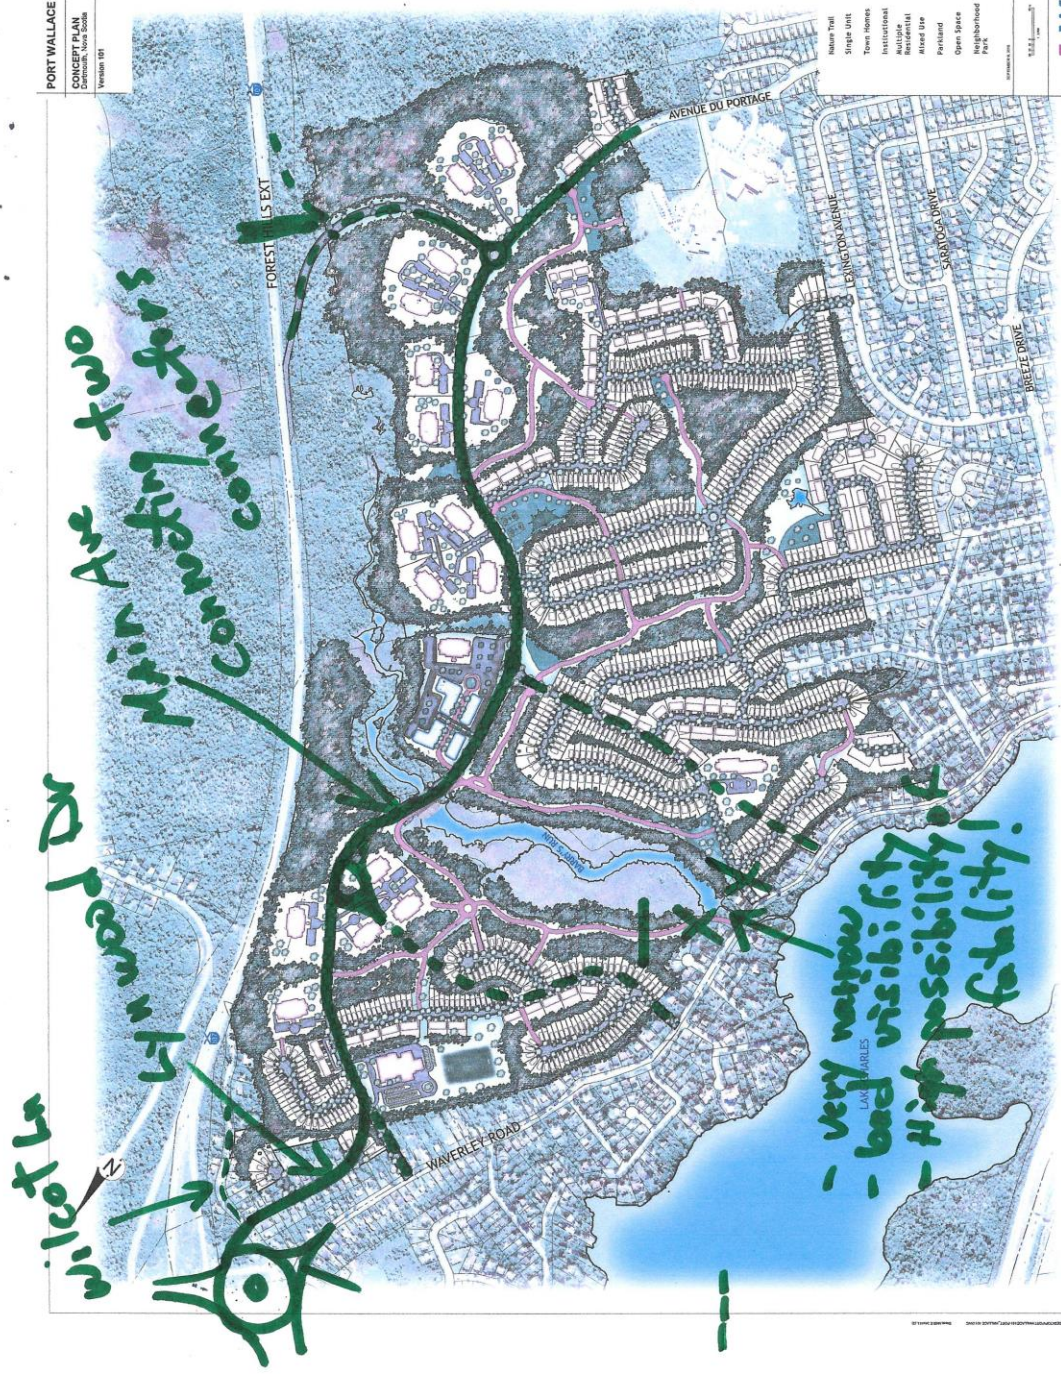 PORT WALLACE
CONCEPT PLAN
Dartmouth, Nova Scotia
Version 101
Nature Trail
Single Unit
Town Homes
Institutional
Multiple
Residential
Mixed Use
Parkland
Open Space
Neighborhood
Park
AVENUE DU PORTAGE
FOREST HILLS EXT
LEXINGTON AVENUE
SARATOGA DRIVE
BREEZE DRIVE
BARRY'S RUN
WAVERLEY ROAD
LAKE CHARLES
N
Wilcot Ln
Lynwood Dr
Main Ave two
connecting
- very narrow
- bad visibility
- High possibility of
fatality!